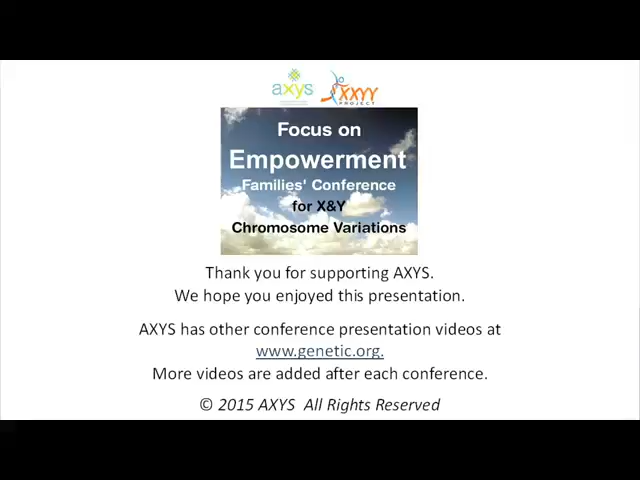 axys
XXYY
PROJECT
Focus on
Empowerment
Families' Conference
for X&Y
Chromosome Variations
Thank you for supporting AXYS.
We hope you enjoyed this presentation.
AXYS has other conference presentation videos at
www.genetic.org.
More videos are added after each conference.
© 2015 AXYS All Rights Reserved